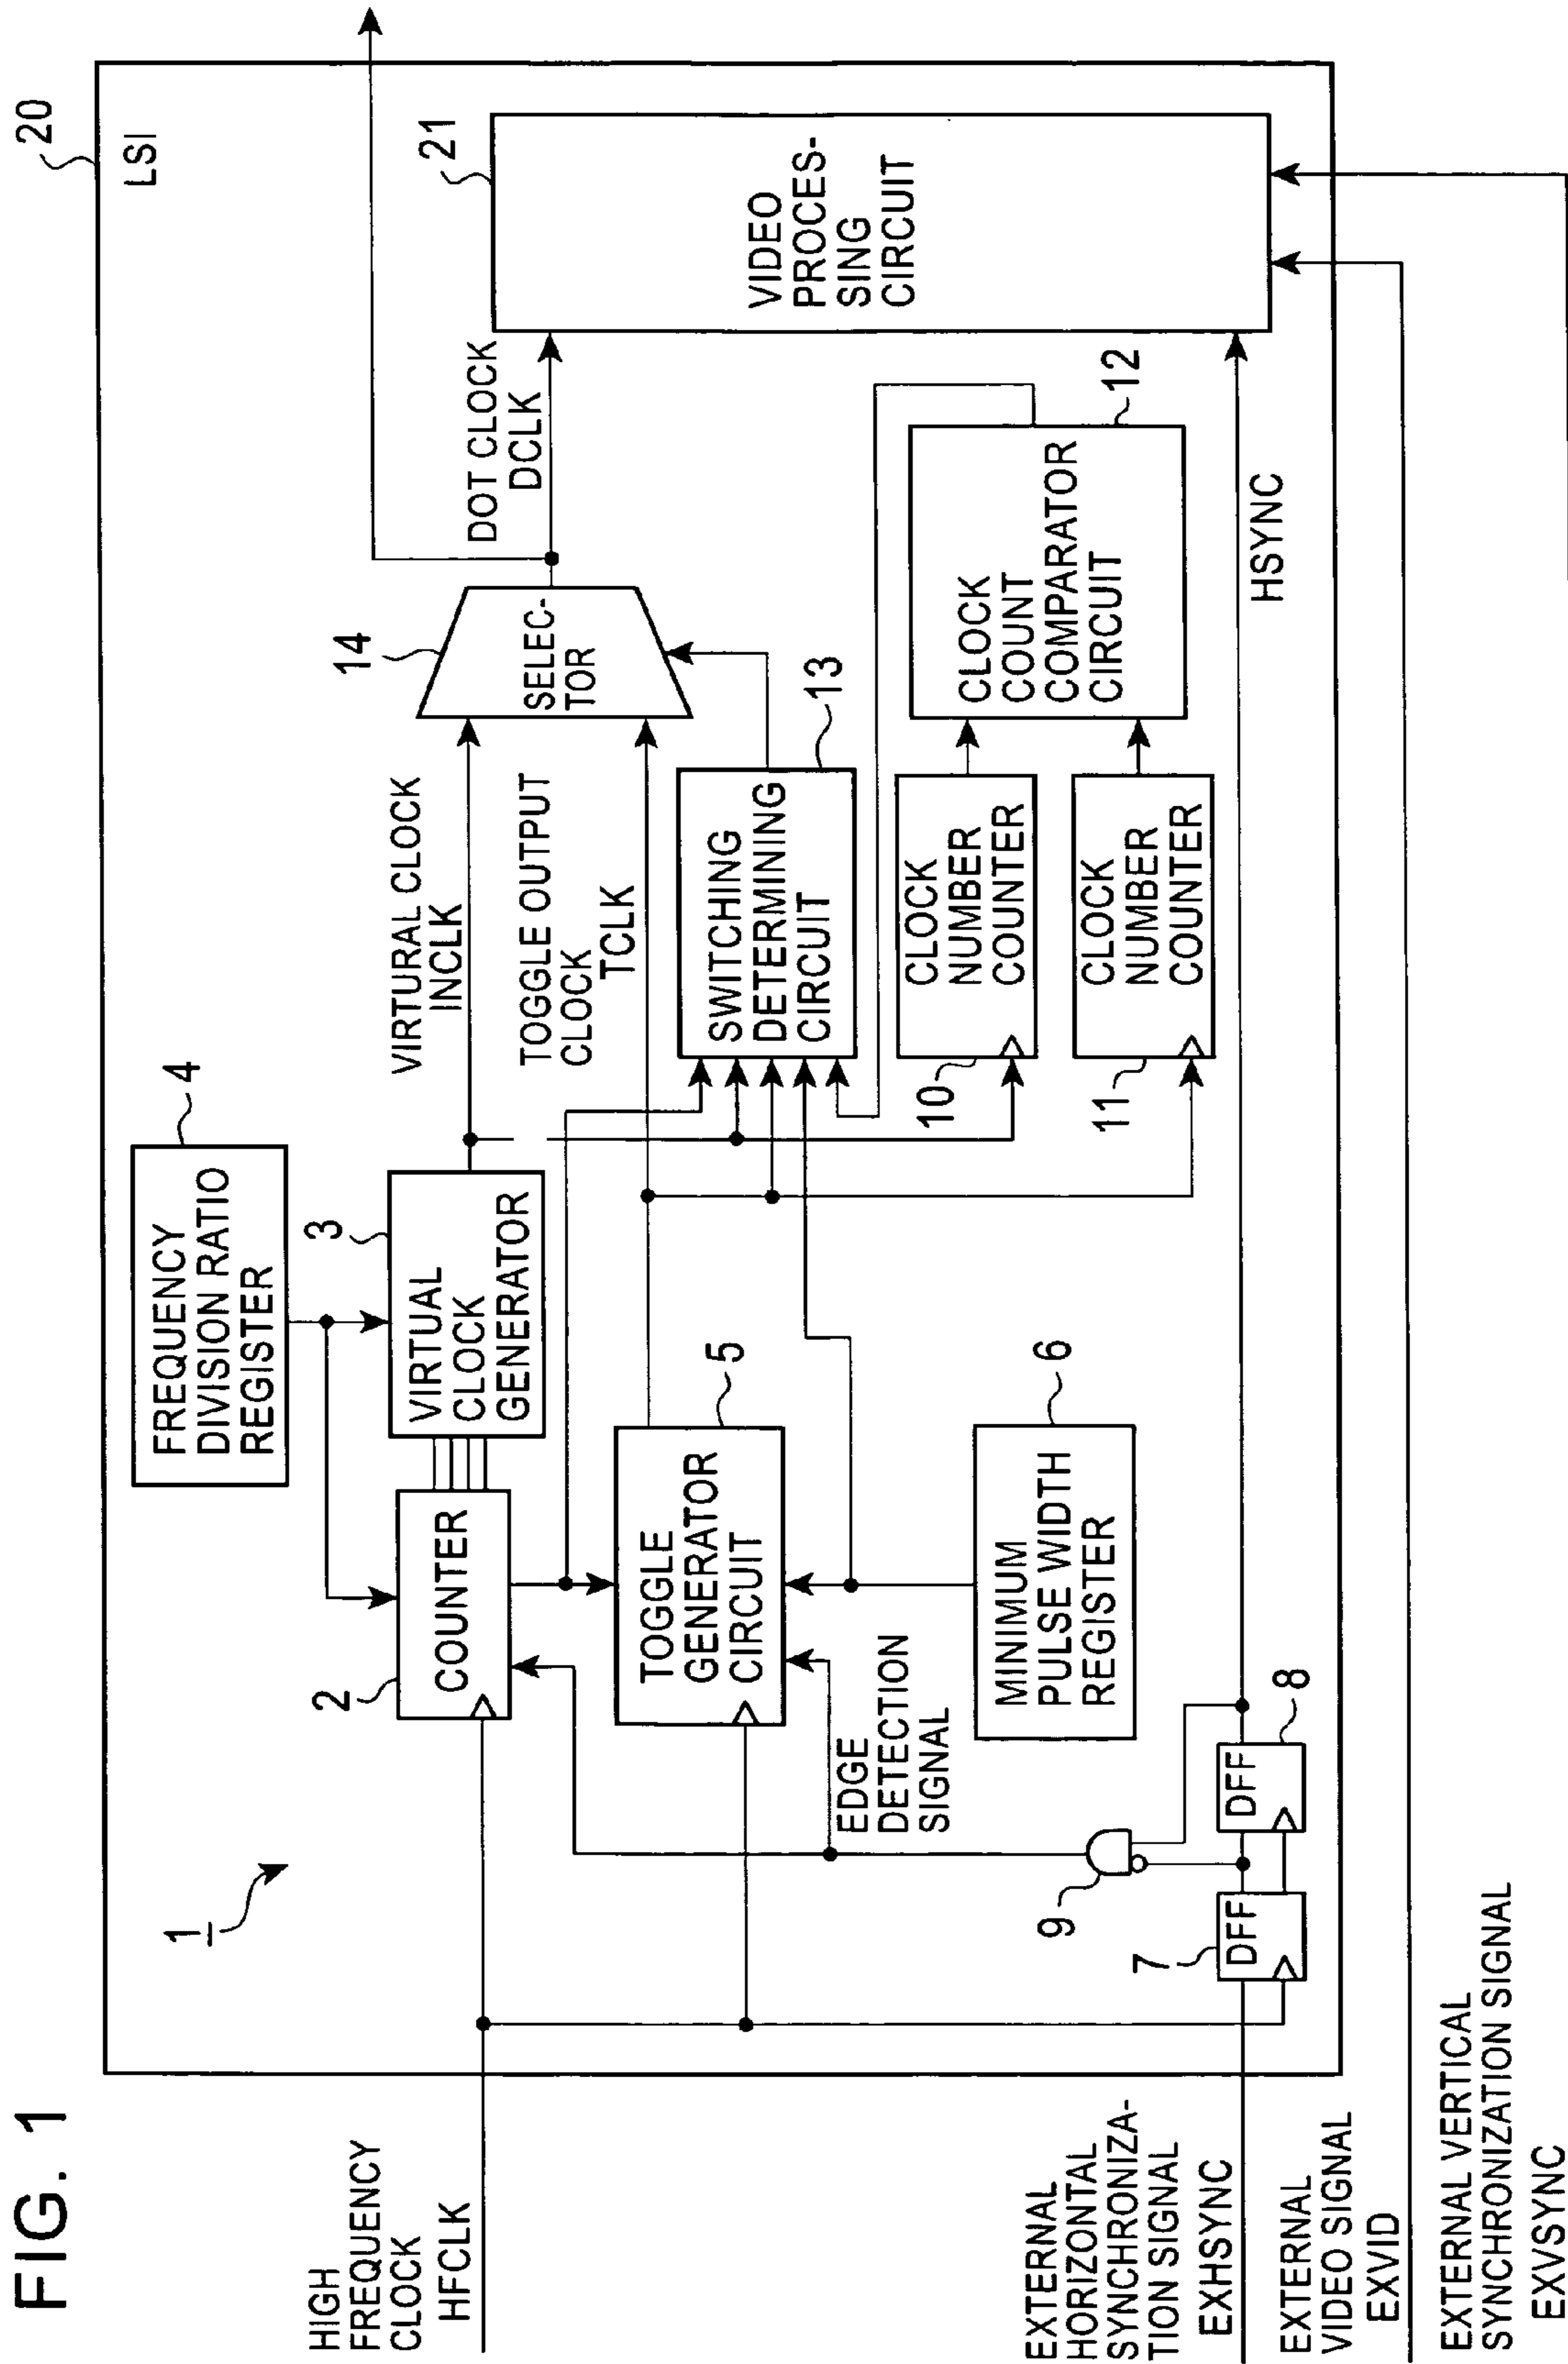 FIG. 1
20
LSI
1
HIGH
FREQUENCY
CLOCK
HFCLK
4
FREQUENCY
DIVISION RATIO
REGISTER
2
COUNTER
3
VIRTUAL
CLOCK
GENERATOR
VIRTURAL CLOCK
INCLK
TOGGLE OUTPUT
CLOCK
TCLK
14
SELEC-
TOR
DOT CLOCK
DCLK
21
VIDEO
PROCES-
SING
CIRCUIT
5
TOGGLE
GENERATOR
CIRCUIT
13
SWITCHING
DETERMINING
CIRCUIT
EDGE
DETECTION
SIGNAL
6
MINIMUM
PULSE WIDTH
REGISTER
10
CLOCK
NUMBER
COUNTER
11
CLOCK
NUMBER
COUNTER
12
CLOCK
COUNT
COMPARATOR
CIRCUIT
9
7
DFF
8
DFF
HSYNC
EXTERNAL
HORIZONTAL
SYNCHRONIZA-
TION SIGNAL
EXHSYNC
EXTERNAL
VIDEO SIGNAL
EXVID
EXTERNAL VERTICAL
SYNCHRONIZATION SIGNAL
EXVSYNC